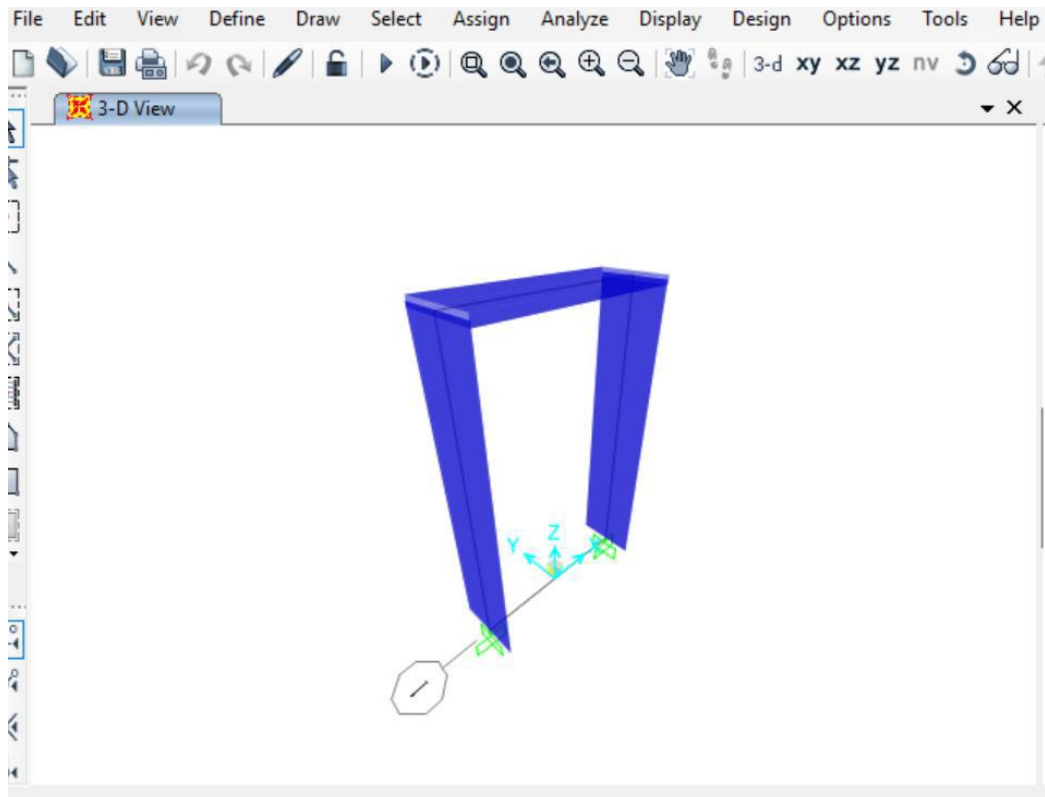 File Edit View Define Draw Select Assign Analyze Display Design Options Tools Help
3-d xy xz yz nv
3-D View
Z
Y